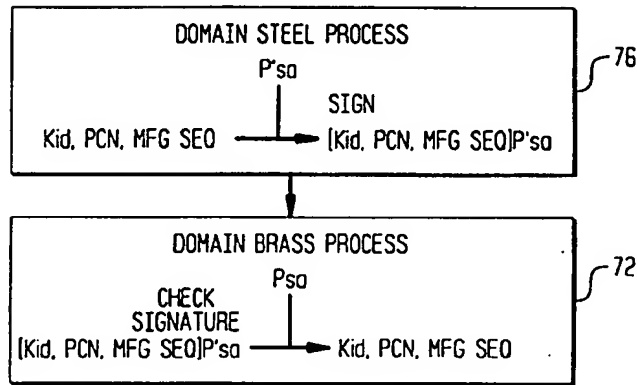 DOMAIN STEEL PROCESS
P'sa
SIGN
Kid, PCN, MFG SEQ
[Kid, PCN, MFG SEQ]P'sa
76
DOMAIN BRASS PROCESS
Psa
CHECK
SIGNATURE
[Kid, PCN, MFG SEQ]P'sa
Kid, PCN, MFG SEQ
72